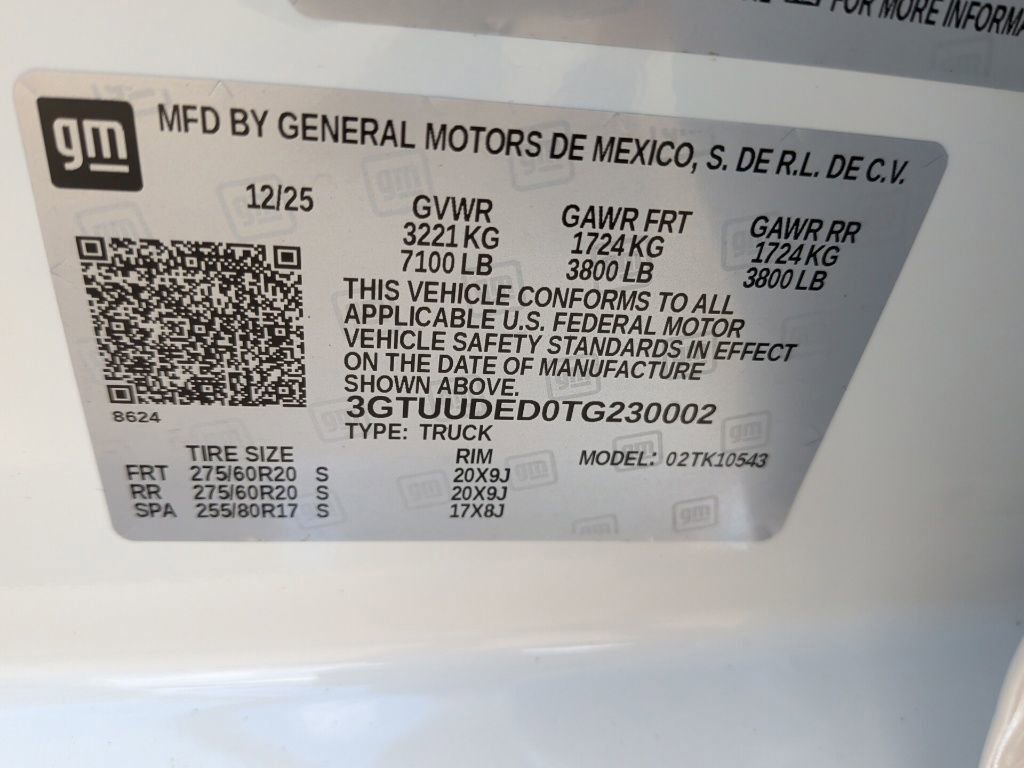 FOR MORE INFORMA
gm
MFD BY GENERAL MOTORS DE MEXICO, S. DE R.L. DE C.V.
12/25
GVWR GAWR FRT GAWR RR
3221 KG 1724 KG 1724 KG
7100 LB 3800 LB 3800 LB
THIS VEHICLE CONFORMS TO ALL
APPLICABLE U.S. FEDERAL MOTOR
VEHICLE SAFETY STANDARDS IN EFFECT
ON THE DATE OF MANUFACTURE
SHOWN ABOVE.
8624
3GTUUDED0TG230002
TYPE: TRUCK
MODEL: 02TK10543
TIRE SIZE RIM
FRT 275/60R20 S 20X9J
RR 275/60R20 S 20X9J
SPA 255/80R17 S 17X8J